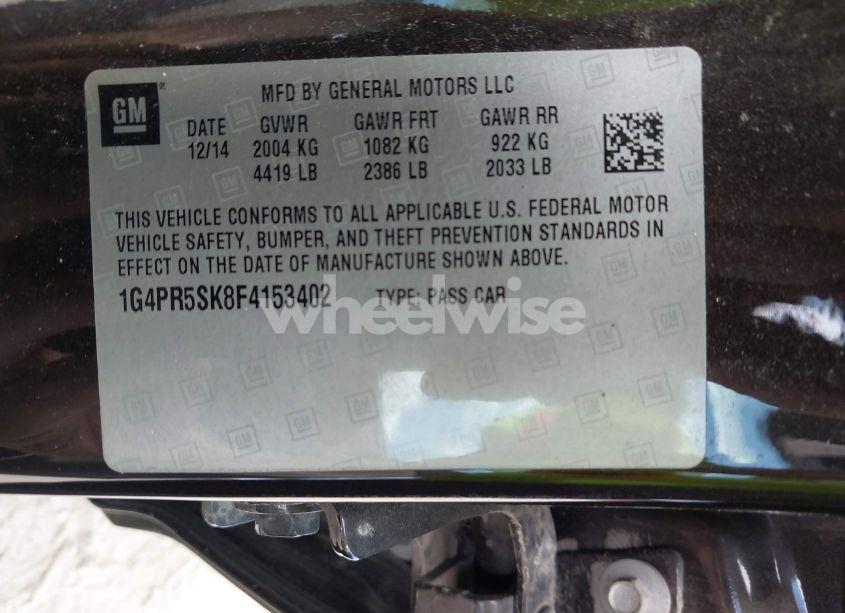 GM
MFD BY GENERAL MOTORS LLC
DATE GVWR GAWR FRT GAWR RR
12/14 2004 KG 1082 KG 922 KG
4419 LB 2386 LB 2033 LB
THIS VEHICLE CONFORMS TO ALL APPLICABLE U.S. FEDERAL MOTOR
VEHICLE SAFETY, BUMPER, AND THEFT PREVENTION STANDARDS IN
EFFECT ON THE DATE OF MANUFACTURE SHOWN ABOVE.
1G4PR5SK8F4153402 TYPE: PASS CAR
wheelwise